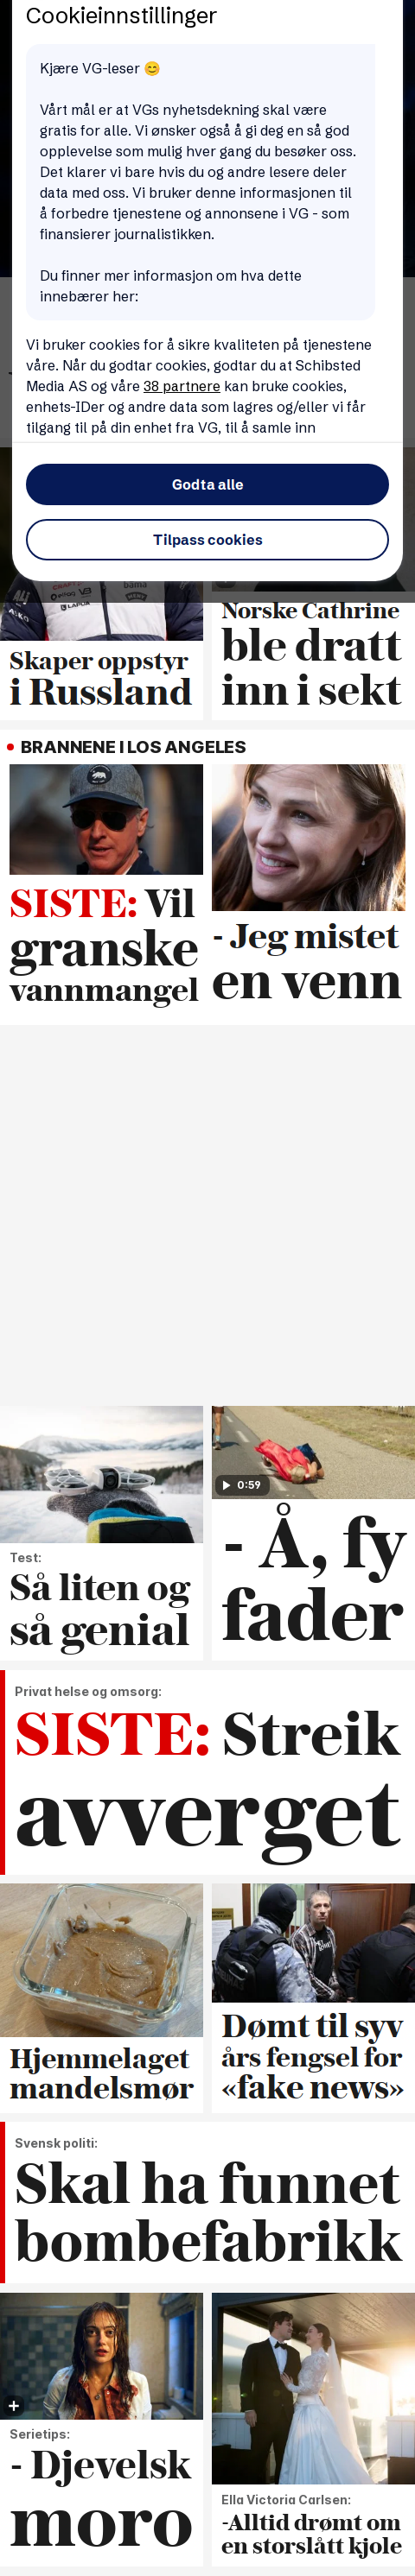 Cookieinnstillinger
Kjære VG-leser 😊
Vårt mål er at VGs nyhetsdekning skal være
gratis for alle. Vi ønsker også å gi deg en så god
opplevelse som mulig hver gang du besøker oss.
Det klarer vi bare hvis du og andre lesere deler
data med oss. Vi bruker denne informasjonen til
å forbedre tjenestene og annonsene i VG - som
finansierer journalistikken.
Du finner mer informasjon om hva dette
innebærer her:
Vi bruker cookies for å sikre kvaliteten på tjenestene
våre. Når du godtar cookies, godtar du at Schibsted
Media AS og våre 38 partnere kan bruke cookies,
enhets-IDer og andre data som lagres og/eller vi får
tilgang til på din enhet fra VG, til å samle inn
Godta alle
Tilpass cookies
Skaper oppstyr
i Russland
Norske Cathrine
ble dratt
inn i sekt
BRANNENE I LOS ANGELES
SISTE: Vil
granske
vannmangel
- Jeg mistet
en venn
0:59
Test:
Så liten og
så genial
- Å, fy
fader
Privat helse og omsorg:
SISTE: Streik
avverget
Hjemmelaget
mandelsmør
Dømt til syv
års fengsel for
«fake news»
Svensk politi:
Skal ha funnet
bombefabrikk
Serietips:
- Djevelsk
moro
Ella Victoria Carlsen:
-Alltid drømt om
en storslått kjole